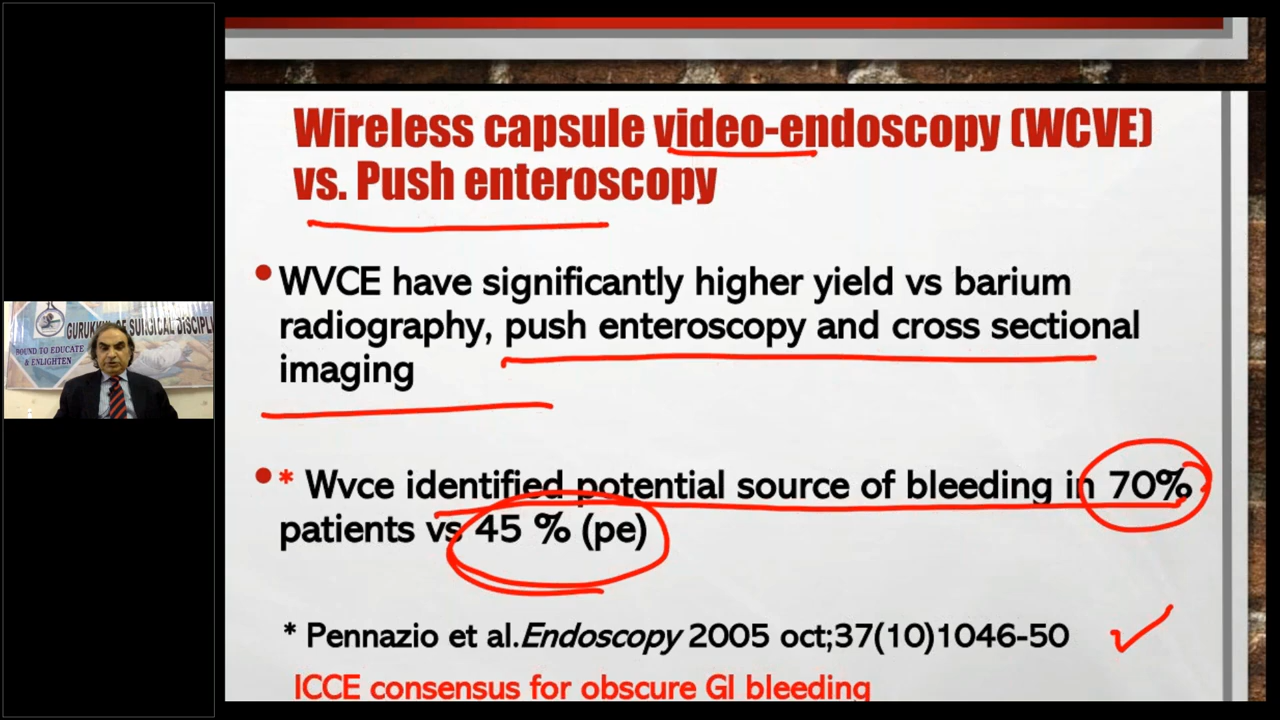 Wireless capsule video-endoscopy (WCVE)
vs. Push enteroscopy
• WVCE have significantly higher yield vs barium
radiography, push enteroscopy and cross sectional
imaging
• * Wvce identified potential source of bleeding in 70%
patients vs 45 % (pe)
* Pennazio et al.Endoscopy 2005 oct;37(10)1046-50
ICCE consensus for obscure GI bleeding
OF SURGICAL
BOUND TO EDUCATE
& ENLIGHTEN